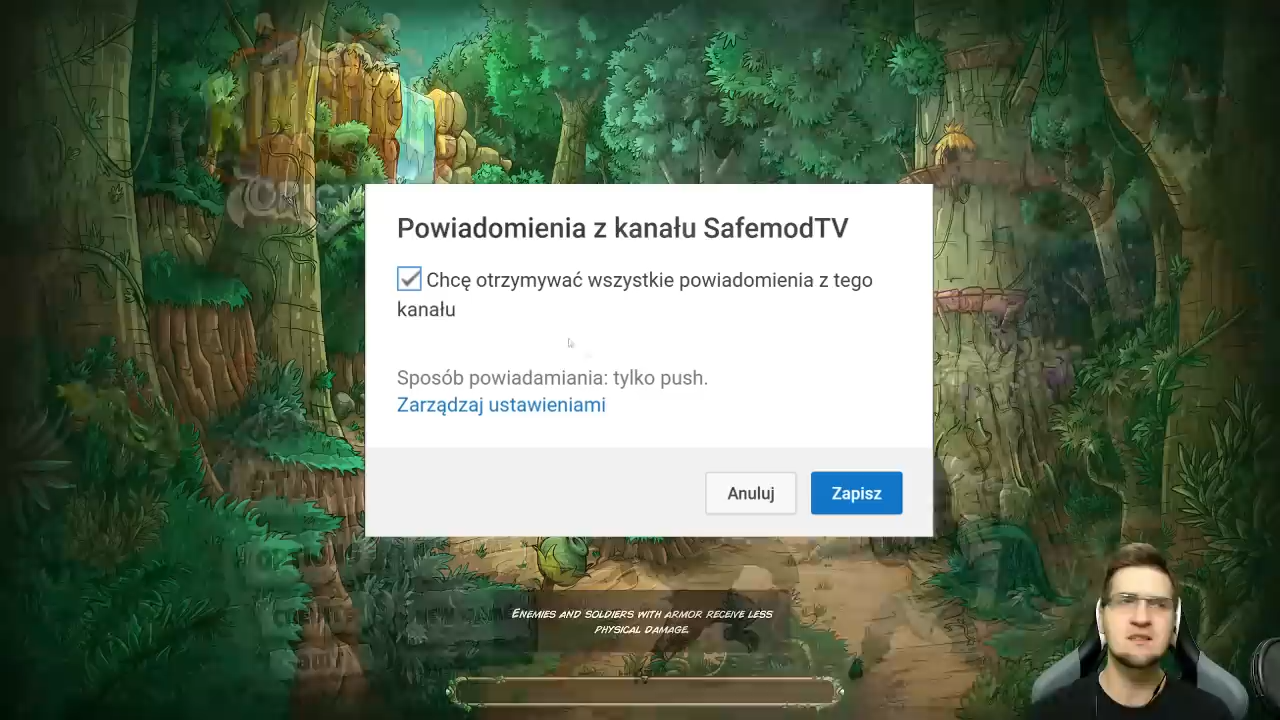 Powiadomienia z kanału SafemodTV
Chcę otrzymywać wszystkie powiadomienia z tego
kanału
Sposób powiadamiania: tylko push.
Zarządzaj ustawieniami
Anuluj Zapisz
ENEMIES AND SOLDIERS WITH ARMOR RECEIVE LESS
PHYSICAL DAMAGE.